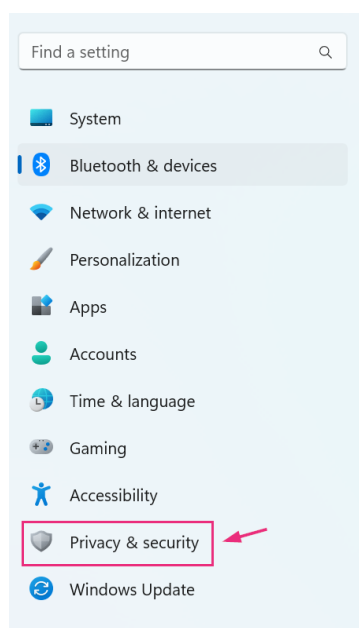 Find a setting
System
Bluetooth & devices
Network & internet
Personalization
Apps
Accounts
Time & language
Gaming
Accessibility
Privacy & security
Windows Update